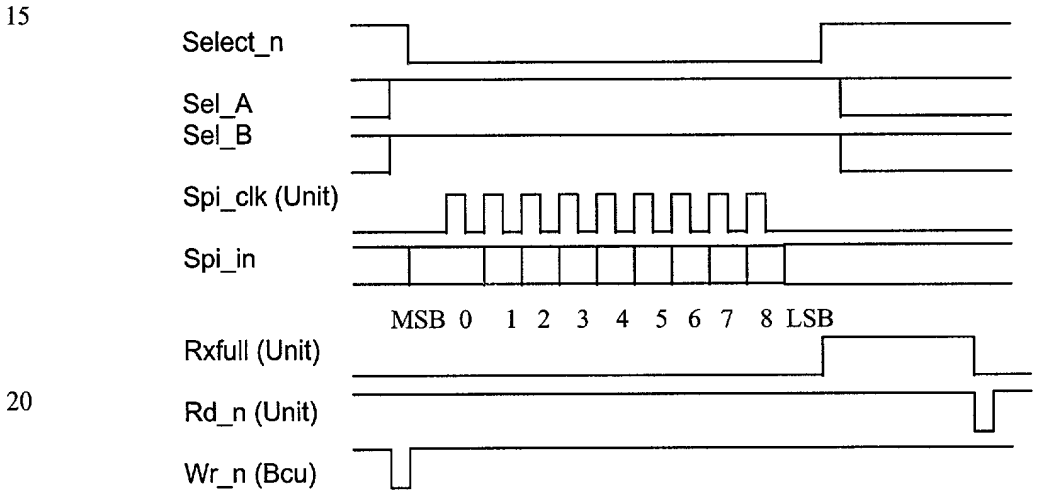 15
Select_n
Sel_A
Sel_B
Spi_clk (Unit)
Spi_in
MSB 0 1 2 3 4 5 6 7 8 LSB
Rxfull (Unit)
20
Rd_n (Unit)
Wr_n (Bcu)